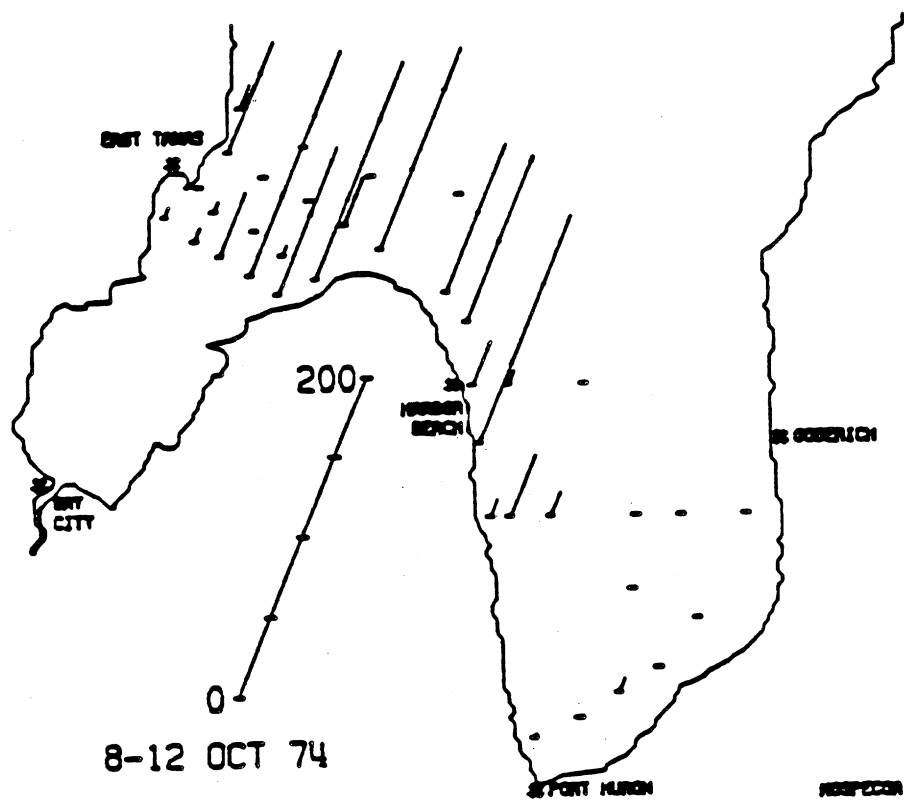 EAST TAWAS
200
HARBOR
BEACH
GODERICH
BAY
CITY
0
8-12 OCT 74
PORT HURON